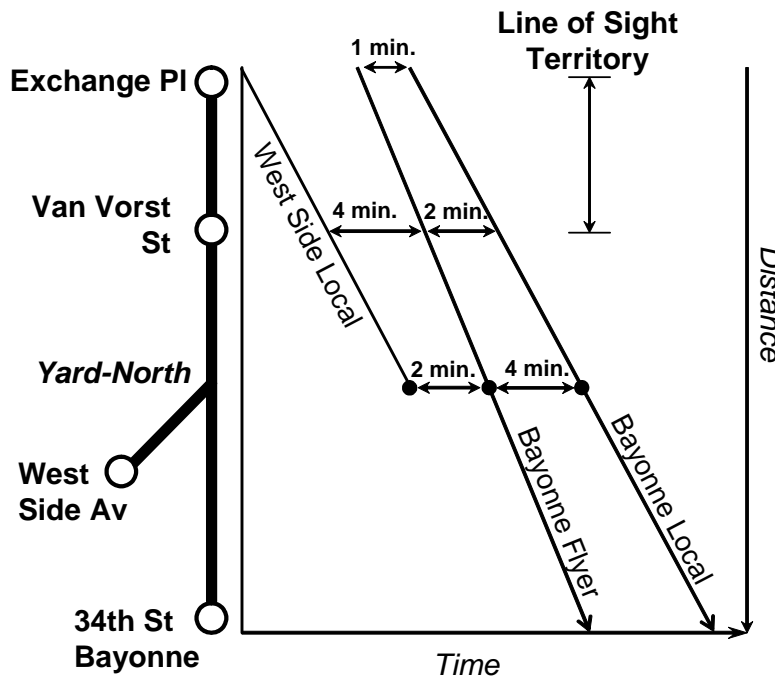 Exchange Pl
Van Vorst
St
Yard-North
West
Side Av
34th St
Bayonne
1 min.
Line of Sight
Territory
West Side Local
4 min.
2 min.
2 min.
4 min.
Bayonne Flyer
Bayonne Local
Distance
Time